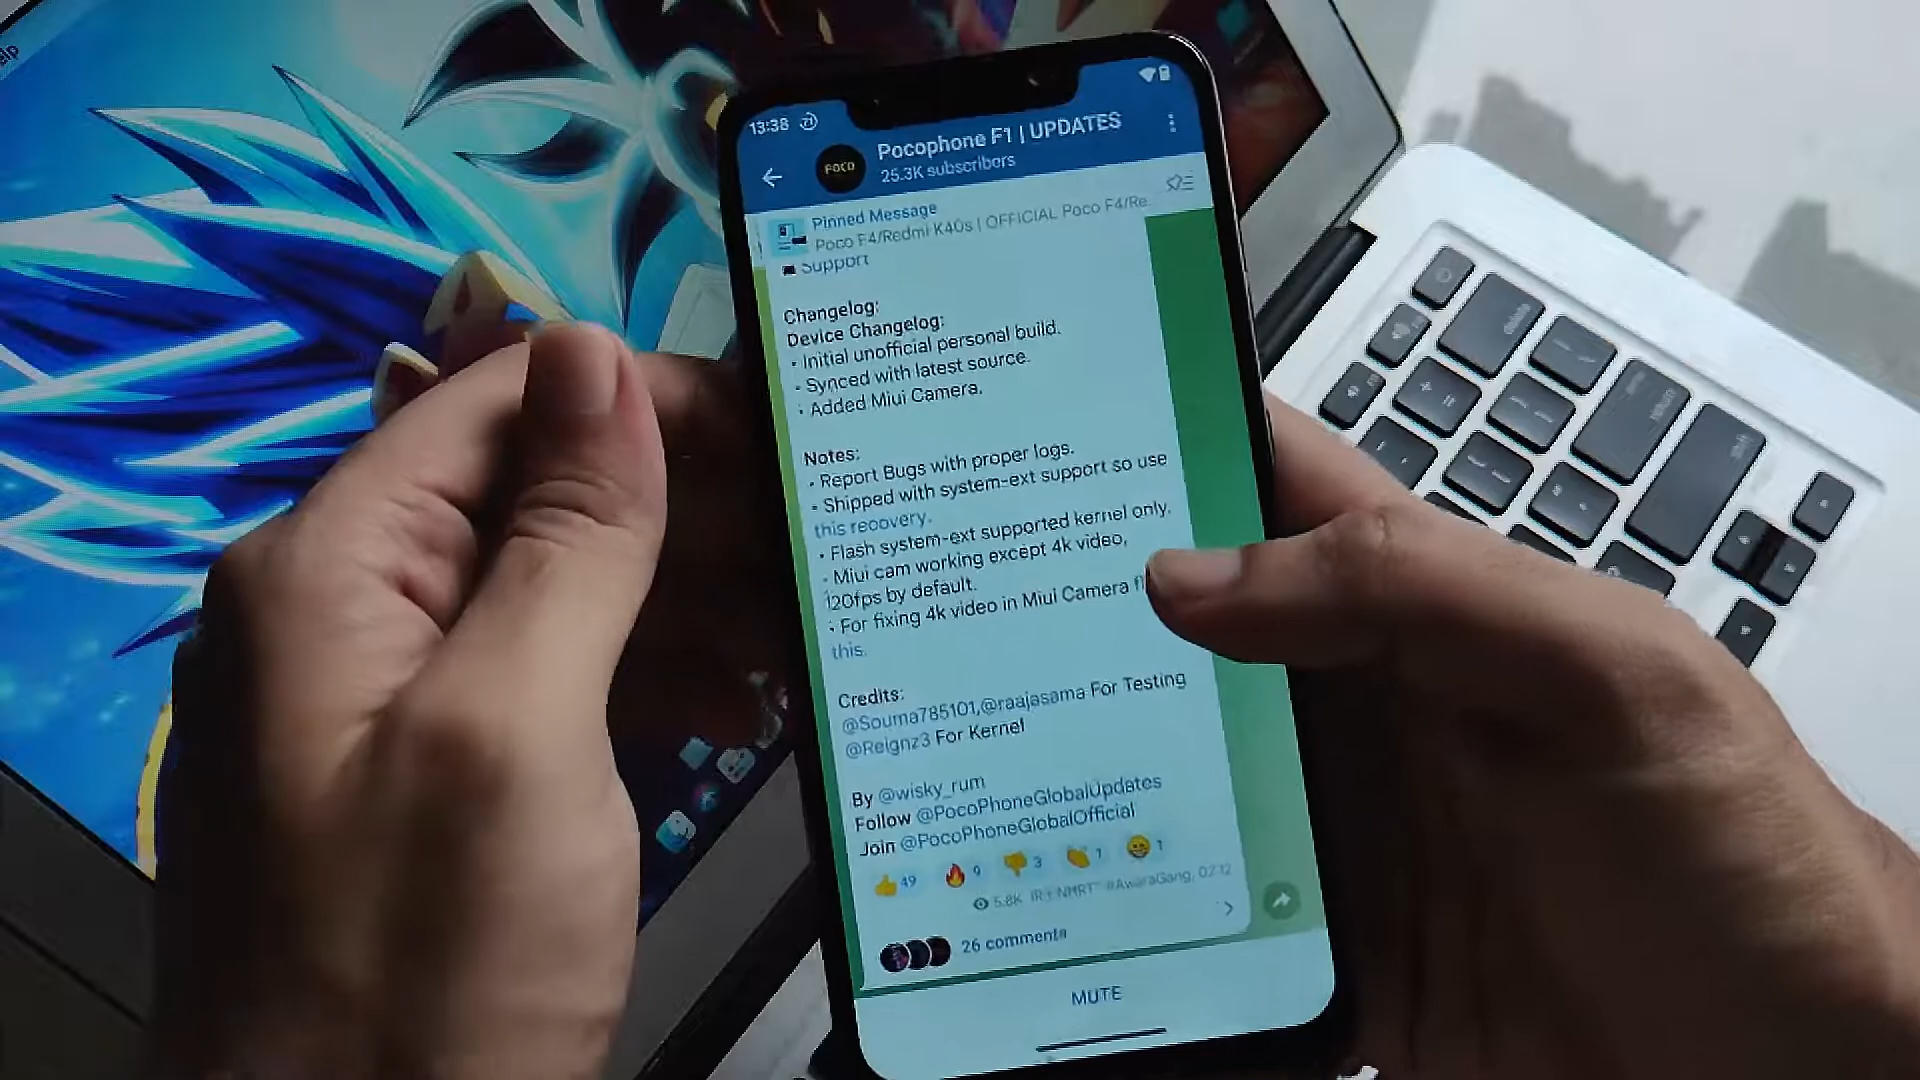 13:38
Pocophone F1 | UPDATES
POCO
25.3K subscribers
Pinned Message
Poco F4/Redmi K40s | OFFICIAL Poco F4/Re...
Support
Changelog:
Device Changelog:
• Initial unofficial personal build.
• Synced with latest source.
• Added Miui Camera.
Notes:
• Report Bugs with proper logs.
• Shipped with system-ext support so use
this recovery.
• Flash system-ext supported kernel only.
• Miui cam working except 4k video,
120fps by default.
• For fixing 4k video in Miui Camera
this.
Credits:
@Souma785101,@raajasama For Testing
@Reignz3 For Kernel
By @wisky_rum
Follow @PocoPhoneGlobalUpdates
Join @PocoPhoneGlobalOfficial
49 9 3 1 1
5.8K #AwaraGang, 02:12
26 comments
MUTE
delete
return
shift